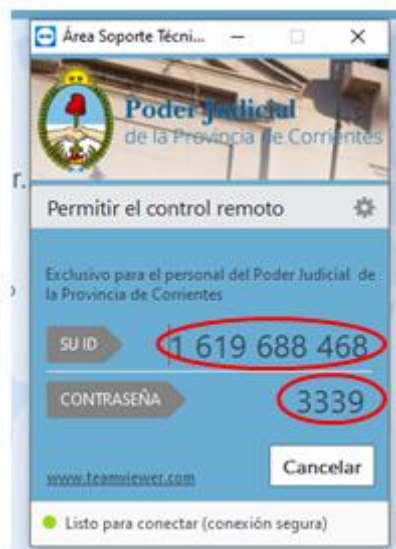 Área Soporte Técni...
Poder Judicial
de la Provincia de Corrientes
r.
Permitir el control remoto
Exclusivo para el personal del Poder Judicial de
la Provincia de Corrientes
SU ID 1 619 688 468
CONTRASEÑA 3339
www.teamviewer.com
Cancelar
Listo para conectar (conexión segura)